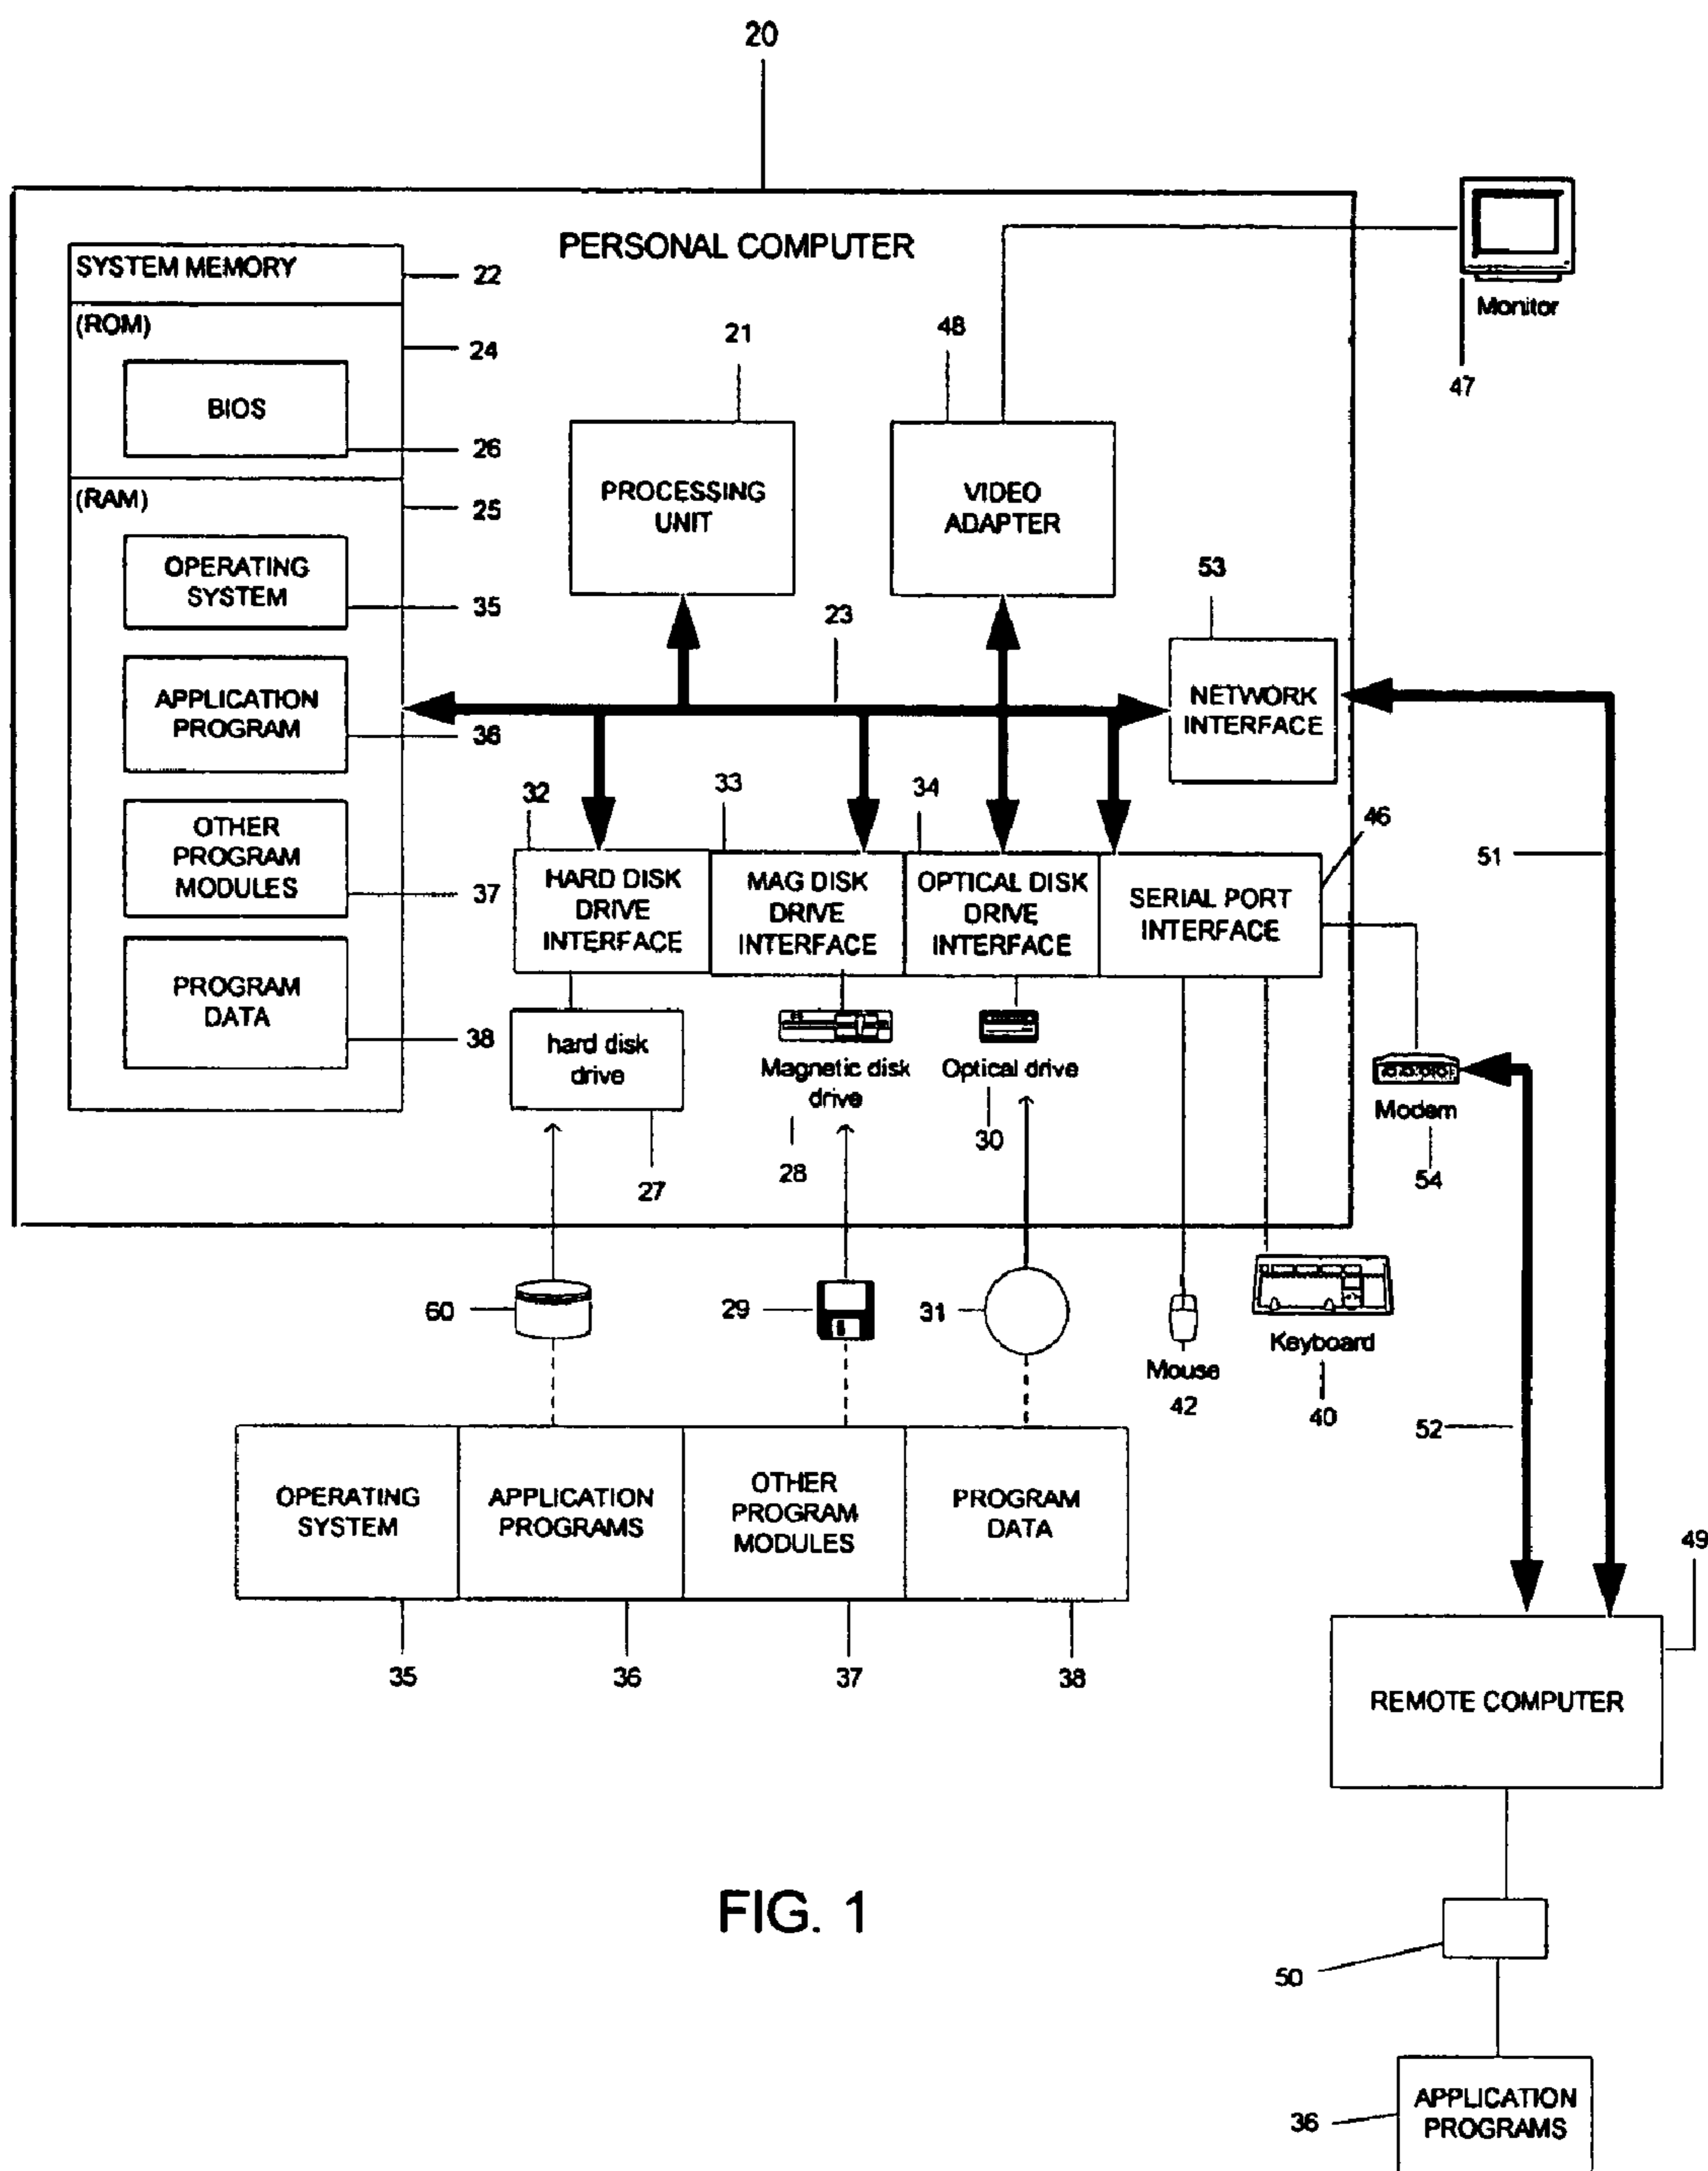 20
PERSONAL COMPUTER
SYSTEM MEMORY
22
(ROM)
24
BIOS
26
(RAM)
25
OPERATING
SYSTEM
35
APPLICATION
PROGRAM
36
OTHER
PROGRAM
MODULES
37
PROGRAM
DATA
38
21
PROCESSING
UNIT
48
VIDEO
ADAPTER
Monitor
47
23
53
NETWORK
INTERFACE
32
HARD DISK
DRIVE
INTERFACE
33
MAG DISK
DRIVE
INTERFACE
34
OPTICAL DISK
DRIVE
INTERFACE
46
SERIAL PORT
INTERFACE
51
hard disk
drive
27
Magnetic disk
drive
28
Optical drive
30
Modem
54
60
29
31
Mouse
42
Keyboard
40
52
OPERATING
SYSTEM
APPLICATION
PROGRAMS
OTHER
PROGRAM
MODULES
PROGRAM
DATA
35
36
37
38
49
REMOTE COMPUTER
FIG. 1
50
36
APPLICATION
PROGRAMS